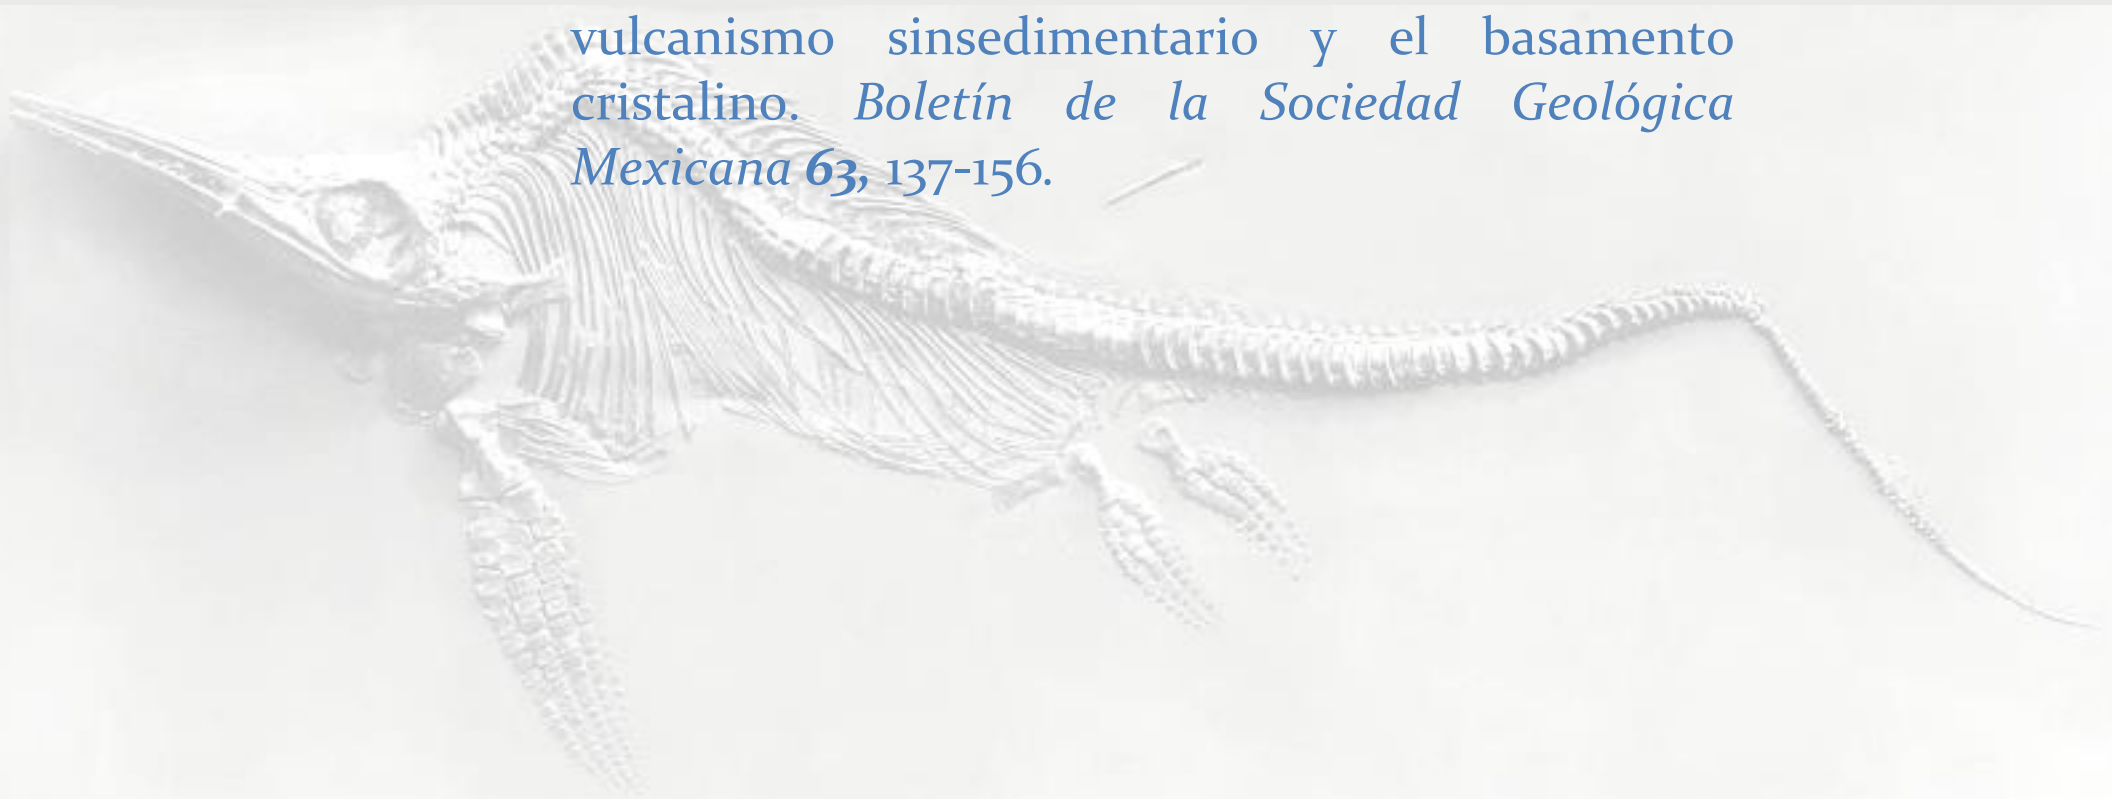 vulcanismo sinsedimentario y el basamento
cristalino. Boletín de la Sociedad Geológica
Mexicana 63, 137-156.